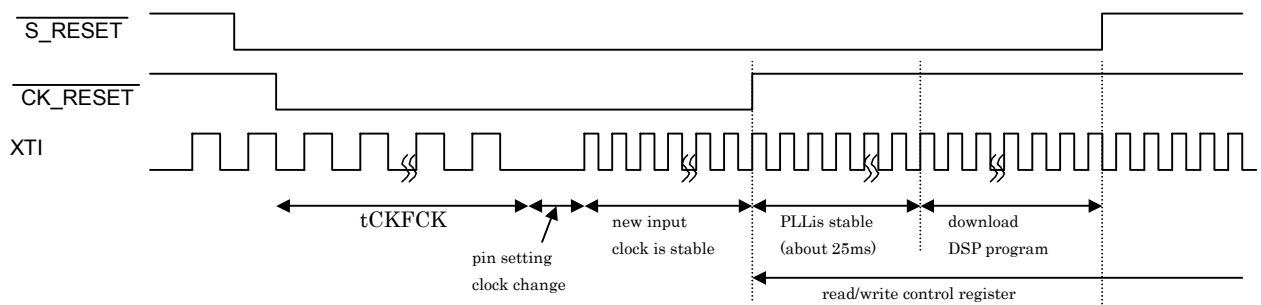 S_RESET
CK_RESET
XTI
tCKFCK
pin setting
clock change
new input
clock is stable
PLLis stable
(about 25ms)
download
DSP program
read/write control register